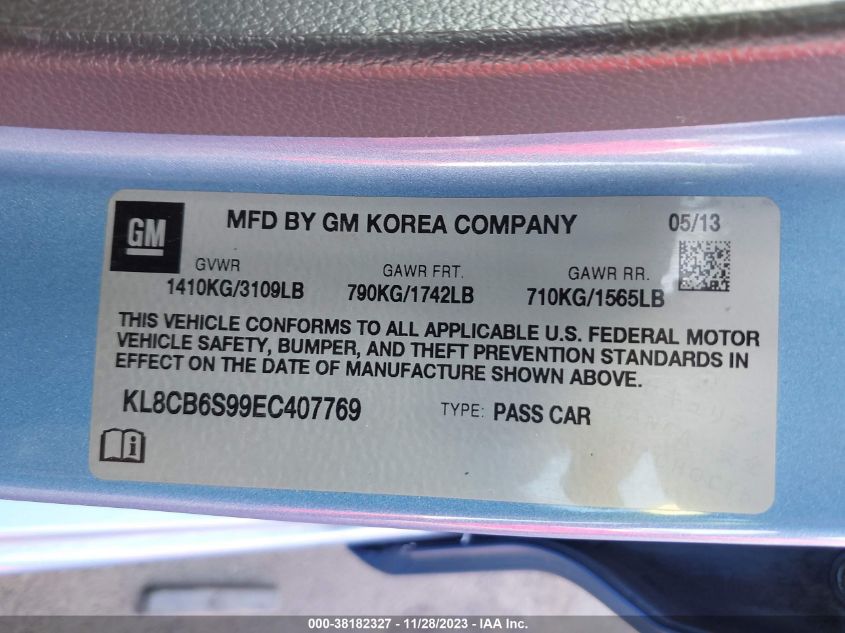 GM
MFD BY GM KOREA COMPANY
05/13
GVWR
1410KG/3109LB
GAWR FRT.
790KG/1742LB
GAWR RR.
710KG/1565LB
THIS VEHICLE CONFORMS TO ALL APPLICABLE U.S. FEDERAL MOTOR
VEHICLE SAFETY, BUMPER, AND THEFT PREVENTION STANDARDS IN
EFFECT ON THE DATE OF MANUFACTURE SHOWN ABOVE.
KL8CB6S99EC407769
TYPE: PASS CAR
000-38182327 | 11/28/2023 | © IAA Inc.